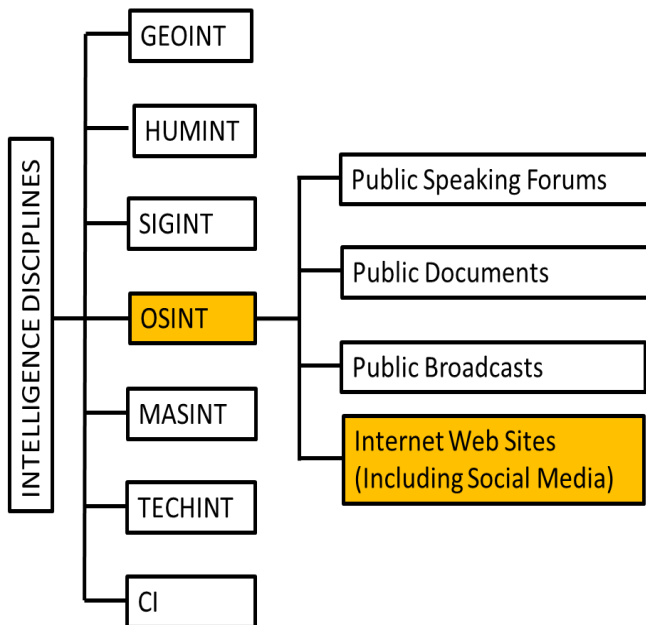 INTELLIGENCE DISCIPLINES
GEOINT
HUMINT
SIGINT
OSINT
MASINT
TECHINT
CI
Public Speaking Forums
Public Documents
Public Broadcasts
Internet Web Sites
(Including Social Media)